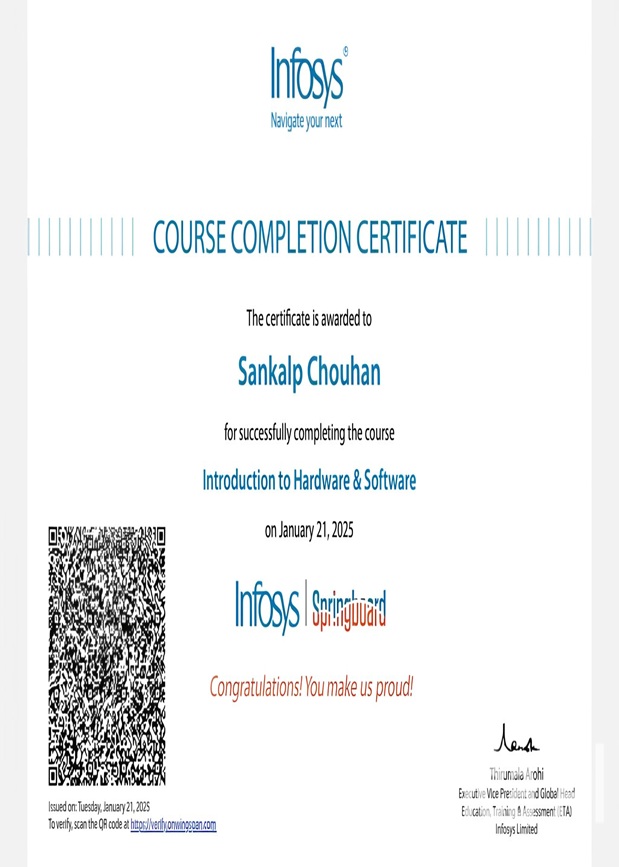 Infosys
Navigate your next
COURSE COMPLETION CERTIFICATE
The certificate is awarded to
Sankalp Chouhan
for successfully completing the course
Introduction to Hardware & Software
on January 21, 2025
Infosys | Springboard
Congratulations! You make us proud!
Issued on: Tuesday, January 21, 2025
To verify, scan the QR code at https://verify.onwingspan.com
Thirumala Arohi
Executive Vice President and Global Head
Education, Training & Assessment (ETA)
Infosys Limited